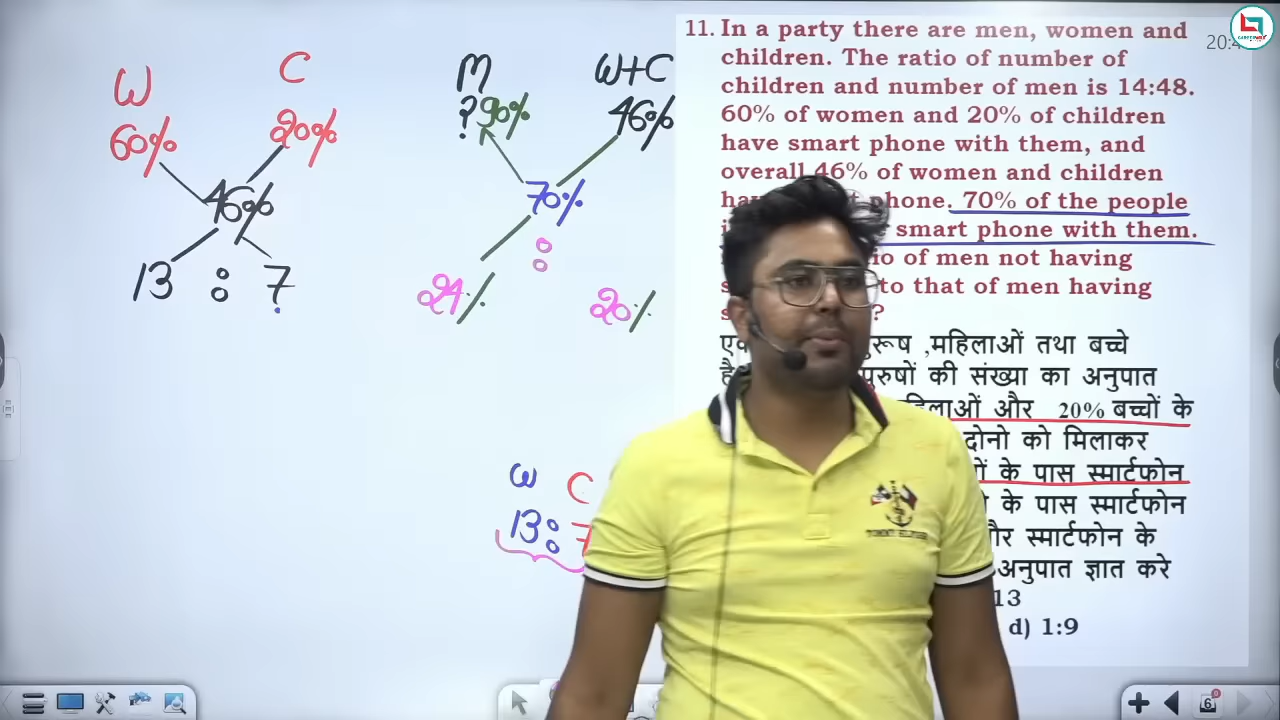 W C
60% 20%
46%
13 : 7
M W+C
? 90% 46%
70%
24% : 20%
W C
13 : 7
11. In a party there are men, women and
children. The ratio of number of
children and number of men is 14:48.
60% of women and 20% of children
have smart phone with them, and
overall 46% of women and children
phone. 70% of the people
smart phone with them.
of men not having
to that of men having
?
,महिलाओं तथा बच्चे
पुरुषों की संख्या का अनुपात
और 20% बच्चों के
दोनो को मिलाकर
के पास स्मार्टफोन
के पास स्मार्टफोन
और स्मार्टफोन के
अनुपात ज्ञात करे
13
d) 1:9